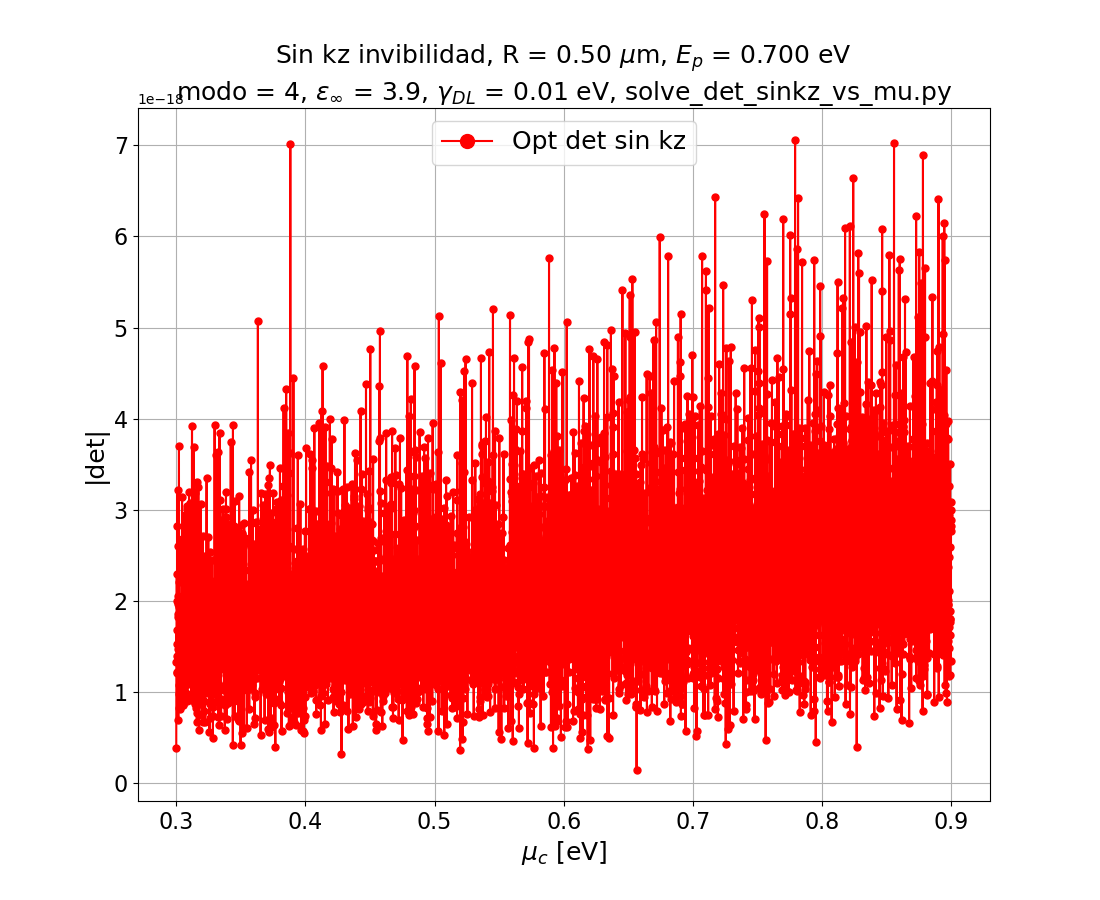 Sin kz invibilidad, R = 0.50 μm, E_p = 0.700 eV
modo = 4, ε_∞ = 3.9, γ_DL = 0.01 eV, solve_det_sinkz_vs_mu.py
1e−18
Opt det sin kz
7
6
5
4
3
2
1
0
|det|
0.3 0.4 0.5 0.6 0.7 0.8 0.9
μ_c [eV]